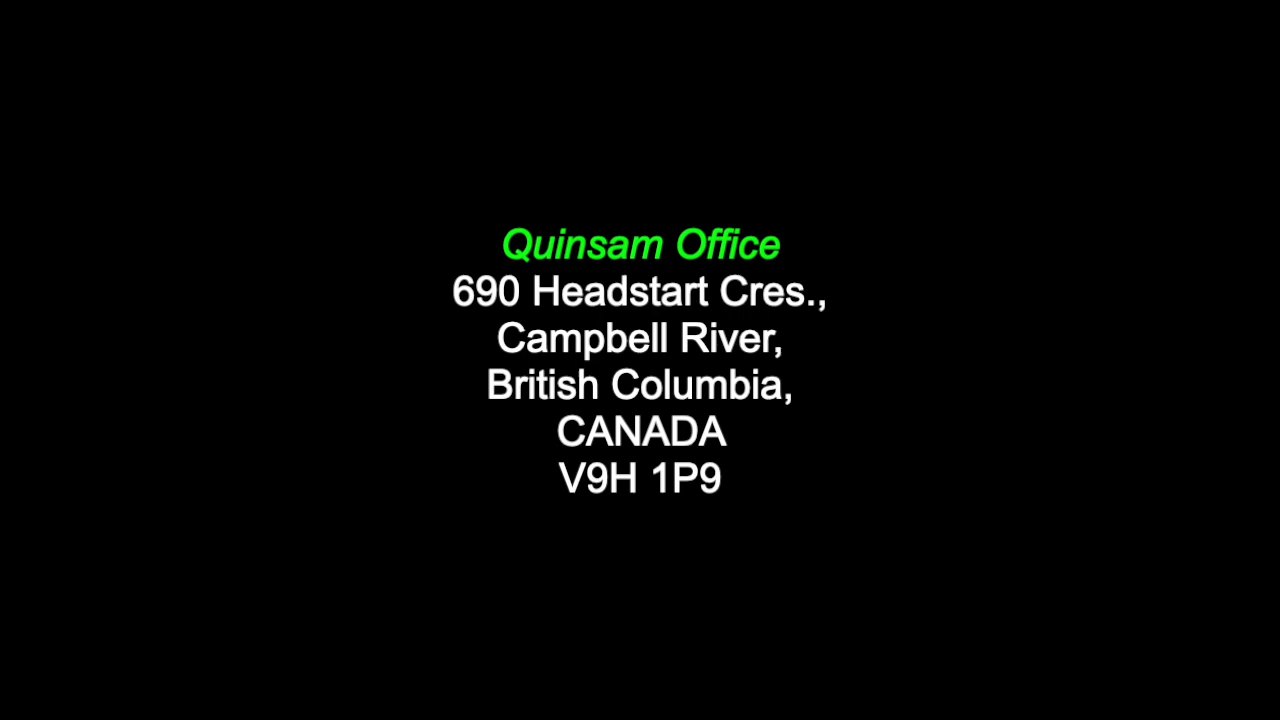 Quinsam Office
690 Headstart Cres.,
Campbell River,
British Columbia,
CANADA
V9H 1P9